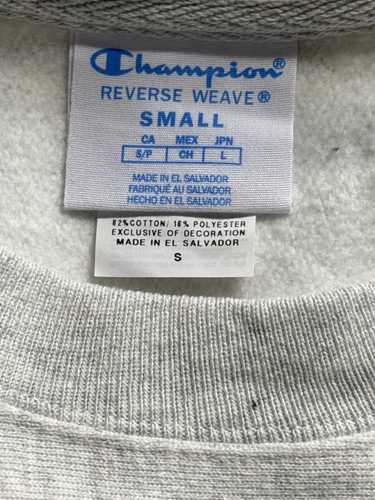 Champion
REVERSE WEAVE®
SMALL
CA MEX JPN
S/P CH L
MADE IN EL SALVADOR
FABRIQUÉ AU SALVADOR
HECHO EN EL SALVADOR
82%COTTON/ 18% POLYESTER
EXCLUSIVE OF DECORATION
MADE IN EL SALVADOR
S